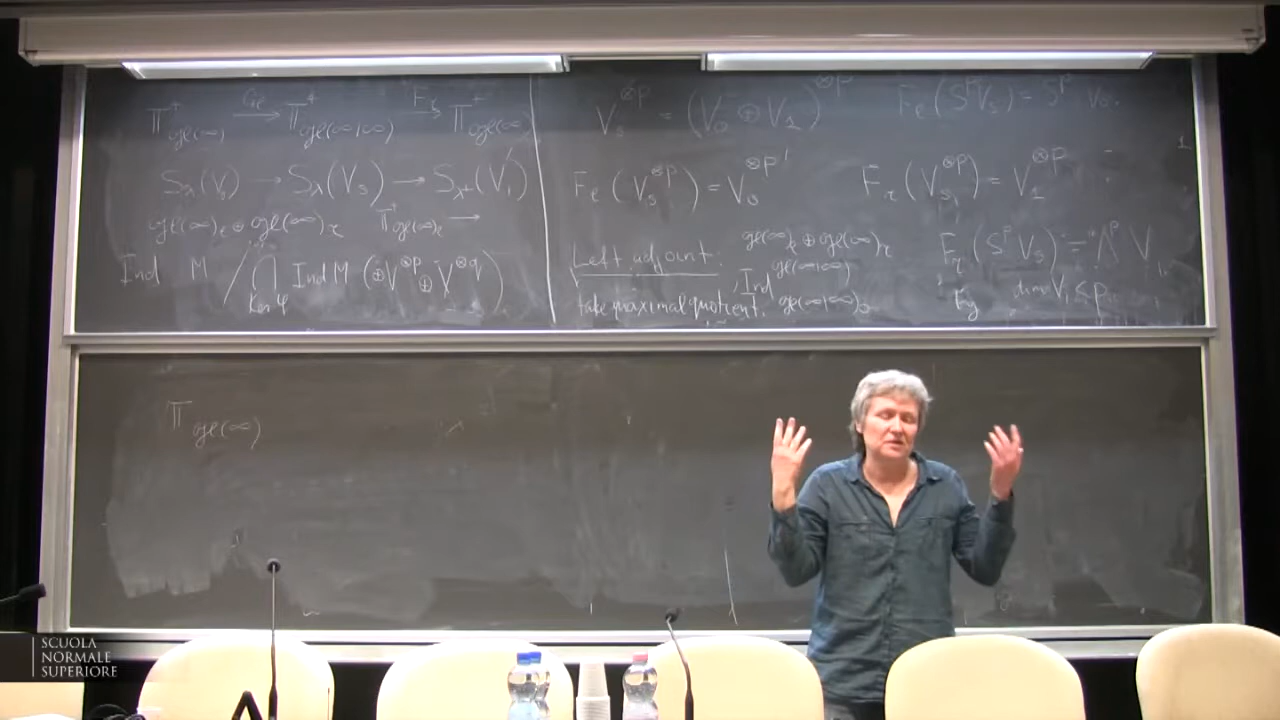 𝕋⁺_{𝔤𝔩(∞)} →^{G_ℓ} 𝕋⁺_{𝔤𝔩(∞|∞)} →^{F_r} 𝕋⁺_{𝔤𝔩(∞)}
S_λ(V_0) → S_λ(V_s) → S_{λ⊥}(V_1)
𝔤𝔩(∞)_ℓ ⊕ 𝔤𝔩(∞)_r 𝕋⁺_{𝔤𝔩(∞)_ℓ} →
Ind M / ⋂_{Ker φ} Ind M (⊕V^{⊗p} ⊕ V^{⊗q})
V_s^{⊗p} = (V_0 ⊕ V_1)^{⊗p}
F_ℓ(V_s^{⊗p}) = V_0^{⊗p}
Left adjoint:
take maximal quotient.
𝔤𝔩(∞)_ℓ ⊕ 𝔤𝔩(∞)_r
Ind 𝔤𝔩(∞|∞)
𝔤𝔩(∞|∞)_0
F_ℓ(S^p V_s) = S^p V_0.
F_r(V_s^{⊗p}) = V_1^{⊗p}
F_r(S^p V_s) = Λ^p V_1
dim V_1 ≤ p
𝕋_{𝔤𝔩(∞)}
SCUOLA
NORMALE
SUPERIORE